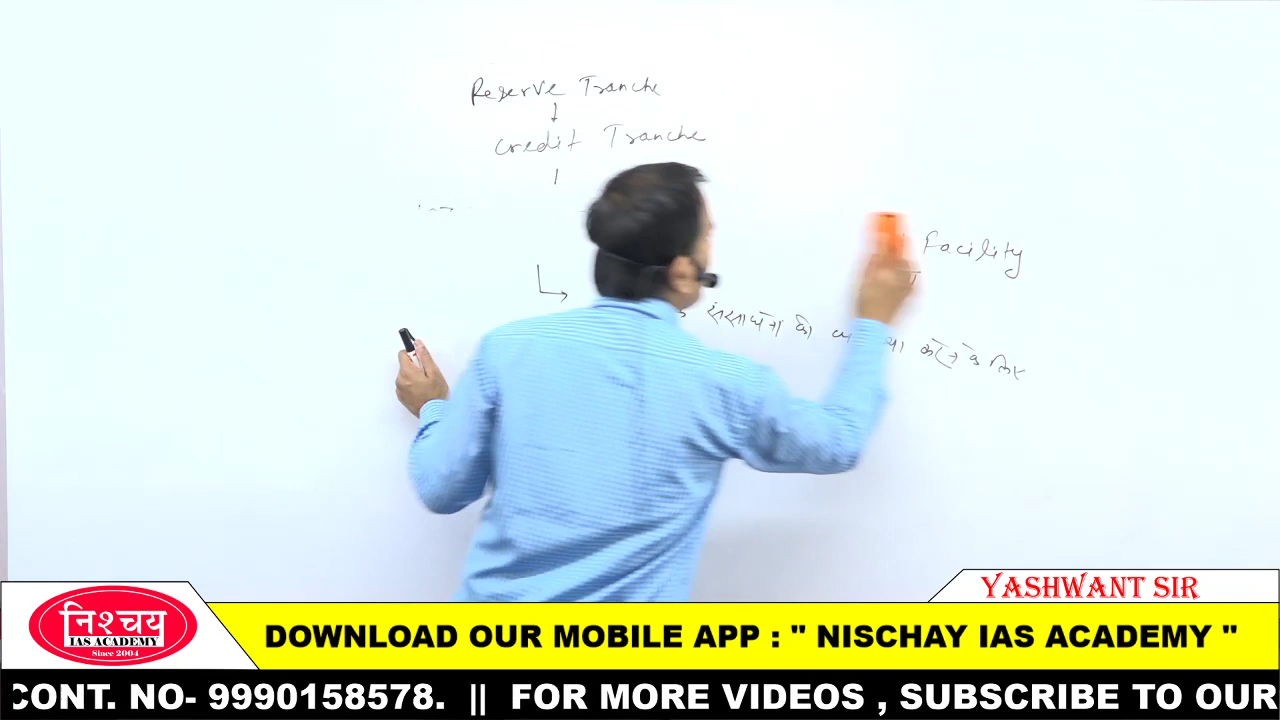 Reserve Tranche
Credit Tranche
Facility
संसाधनों की करने के लिए
YASHWANT SIR
निश्चय
IAS ACADEMY
Since 2004
DOWNLOAD OUR MOBILE APP : " NISCHAY IAS ACADEMY "
CONT. NO- 9990158578. || FOR MORE VIDEOS , SUBSCRIBE TO OUR